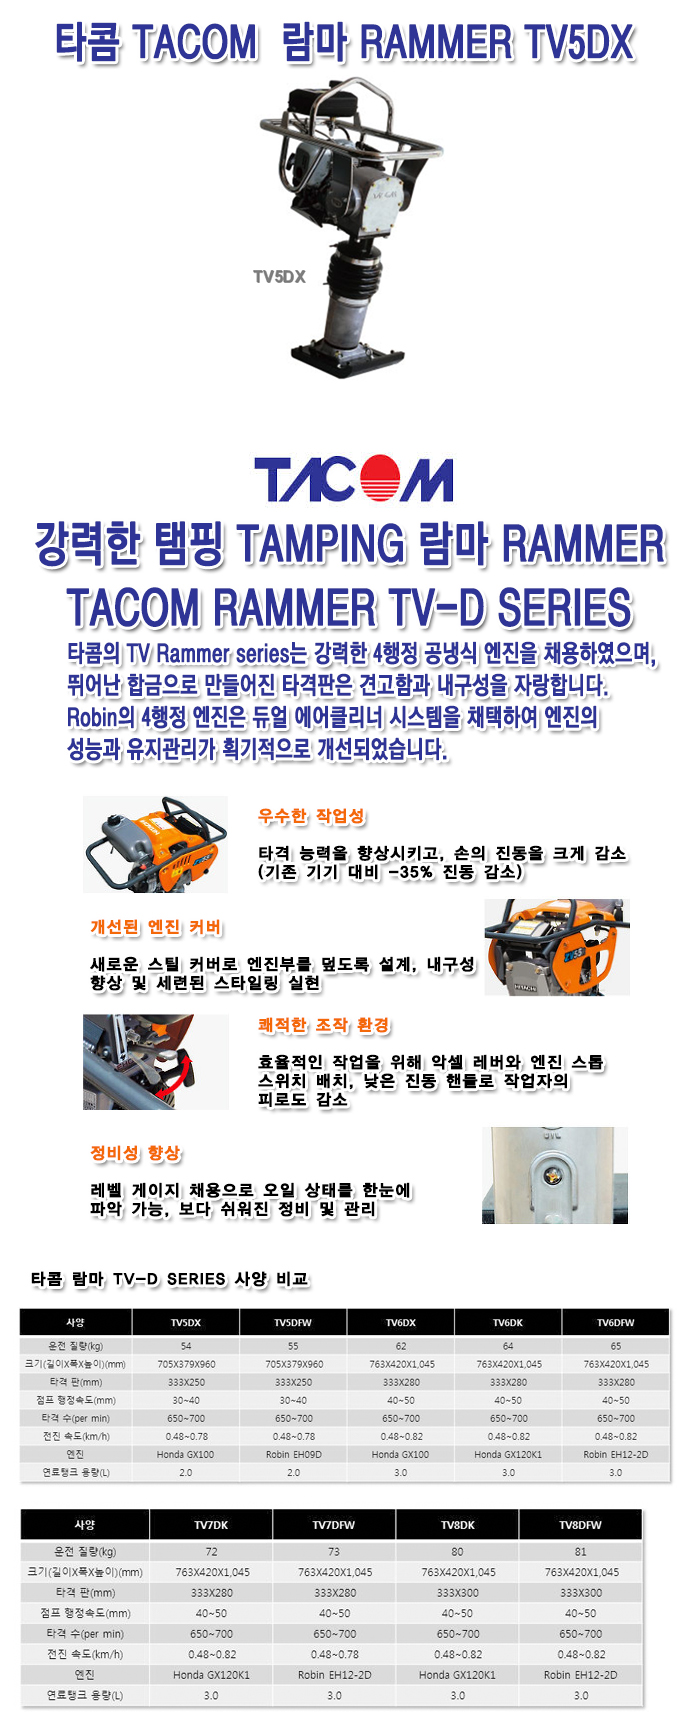 타콤 TACOM 람마 RAMMER TV5DX
TACOM
TV5DX
TACOM
강력한 탬핑 TAMPING 람마 RAMMER
TACOM RAMMER TV-D SERIES
타콤의 TV Rammer series는 강력한 4행정 공냉식 엔진을 채용하였으며,
뛰어난 합금으로 만들어진 타격판은 견고함과 내구성을 자랑합니다.
Robin의 4행정 엔진은 듀얼 에어클리너 시스템을 채택하여 엔진의
성능과 유지관리가 획기적으로 개선되었습니다.
우수한 작업성
타격 능력을 향상시키고, 손의 진동을 크게 감소
(기존 기기 대비 -35% 진동 감소)
개선된 엔진 커버
새로운 스틸 커버로 엔진부를 덮도록 설계, 내구성
향상 및 세련된 스타일링 실현
HITACHI
쾌적한 조작 환경
효율적인 작업을 위해 악셀 레버와 엔진 스톱
스위치 배치, 낮은 진동 핸들로 작업자의
피로도 감소
정비성 향상
레벨 게이지 채용으로 오일 상태를 한눈에
파악 가능, 보다 쉬워진 정비 및 관리
OIL
타콤 람마 TV-D SERIES 사양 비교
사양 TV5DX TV5DFW TV6DX TV6DK TV6DFW
운전 질량(kg) 54 55 62 64 65
크기(길이X폭X높이)(mm) 705X379X960 705X379X960 763X420X1,045 763X420X1,045 763X420X1,045
타격 판(mm) 333X250 333X250 333X250 333X280 333X280
점프 행정속도(mm) 30~40 30~40 40~50 40~50 40~50
타격 수(per min) 650~700 650~700 650~700 650~700 650~700
전진 속도(km/h) 0.48~0.78 0.48~0.78 0.48~0.82 0.48~0.82 0.48~0.82
엔진 Honda GX100 Robin EH09D Honda GX100 Honda GX120K1 Robin EH12-2D
연료탱크 용량(L) 2.0 2.0 3.0 3.0 3.0
사양 TV7DK TV7DFW TV8DK TV8DFW
운전 질량(kg) 72 73 80 81
크기(길이X폭X높이)(mm) 763X420X1,045 763X420X1,045 763X420X1,045 763X420X1,045
타격 판(mm) 333X280 333X280 333X300 333X300
점프 행정속도(mm) 40~50 40~50 40~50 40~50
타격 수(per min) 650~700 650~700 650~700 650~700
전진 속도(km/h) 0.48~0.82 0.48~0.78 0.48~0.82 0.48~0.82
엔진 Honda GX120K1 Robin EH12-2D Honda GX120K1 Robin EH12-2D
연료탱크 용량(L) 3.0 3.0 3.0 3.0